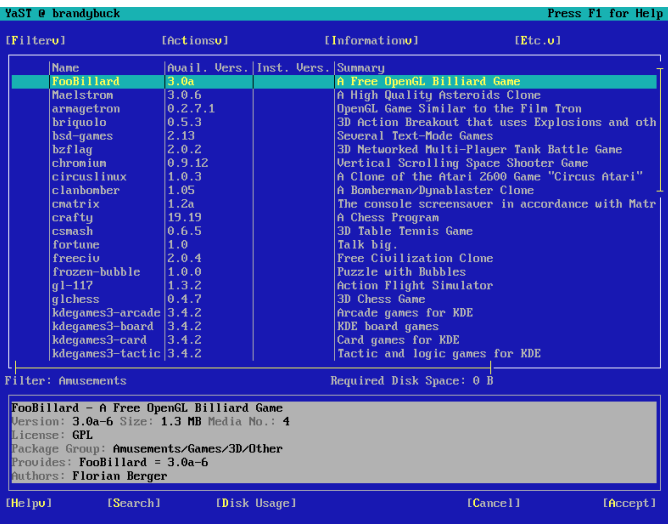 YaST @ brandybuck Press F1 for Help
[Filter↓] [Actions↓] [Information↓] [Etc.↓]
Name Avail. Vers. Inst. Vers. Summary
FooBillard 3.0a A Free OpenGL Billiard Game
Maelstrom 3.0.6 A High Quality Asteroids Clone
armagetron 0.2.7.1 OpenGL Game Similar to the Film Tron
briquolo 0.5.3 3D Action Breakout that uses Explosions and oth
bsd-games 2.13 Several Text-Mode Games
bzflag 2.0.2 3D Networked Multi-Player Tank Battle Game
chromium 0.9.12 Vertical Scrolling Space Shooter Game
circuslinux 1.0.3 A Clone of the Atari 2600 Game "Circus Atari"
clanbomber 1.05 A Bomberman/Dynablaster Clone
cmatrix 1.2a The console screensaver in accordance with Matr
crafty 19.19 A Chess Program
csmash 0.6.5 3D Table Tennis Game
fortune 1.0 Talk big.
freeciv 2.0.4 Free Civilization Clone
frozen-bubble 1.0.0 Puzzle with Bubbles
gl-117 1.3.2 Action Flight Simulator
glchess 0.4.7 3D Chess Game
kdegames3-arcade 3.4.2 Arcade games for KDE
kdegames3-board 3.4.2 KDE board games
kdegames3-card 3.4.2 Card games for KDE
kdegames3-tactic 3.4.2 Tactic and logic games for KDE
Filter: Amusements Required Disk Space: 0 B
FooBillard - A Free OpenGL Billiard Game
Version: 3.0a-6 Size: 1.3 MB Media No.: 4
License: GPL
Package Group: Amusements/Games/3D/Other
Provides: FooBillard = 3.0a-6
Authors: Florian Berger
[Help↓] [Search] [Disk Usage] [Cancel] [Accept]